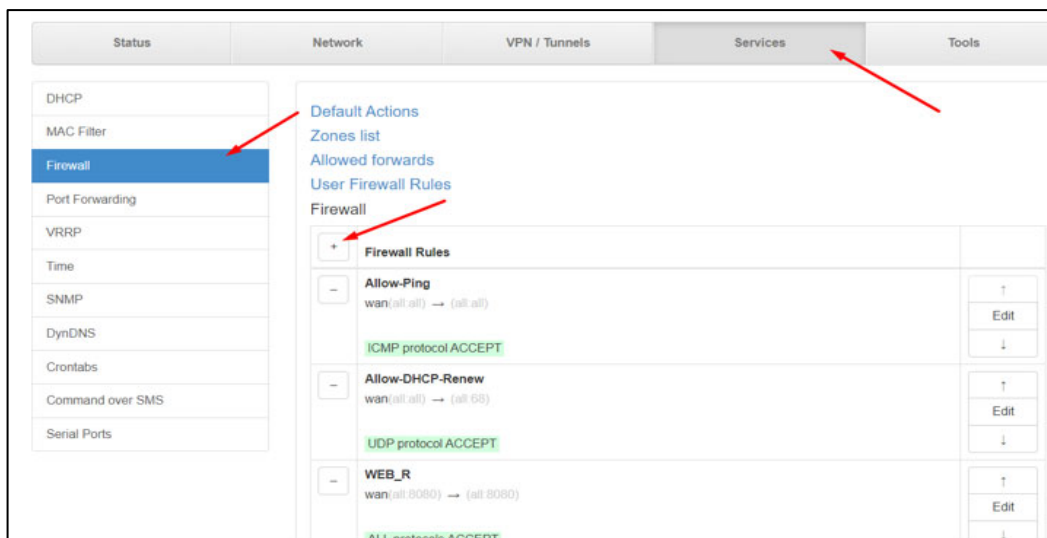 Status Network VPN / Tunnels Services Tools
DHCP
MAC Filter
Firewall
Port Forwarding
VRRP
Time
SNMP
DynDNS
Crontabs
Command over SMS
Serial Ports
Default Actions
Zones list
Allowed forwards
User Firewall Rules
Firewall
+ Firewall Rules
− Allow-Ping ↑
wan(all:all) → (all:all)
Edit
ICMP protocol ACCEPT ↓
− Allow-DHCP-Renew ↑
wan(all:all) → (all:68)
Edit
UDP protocol ACCEPT ↓
− WEB_R ↑
wan(all:8080) → (all:8080)
Edit
ALL protocols ACCEPT ↓